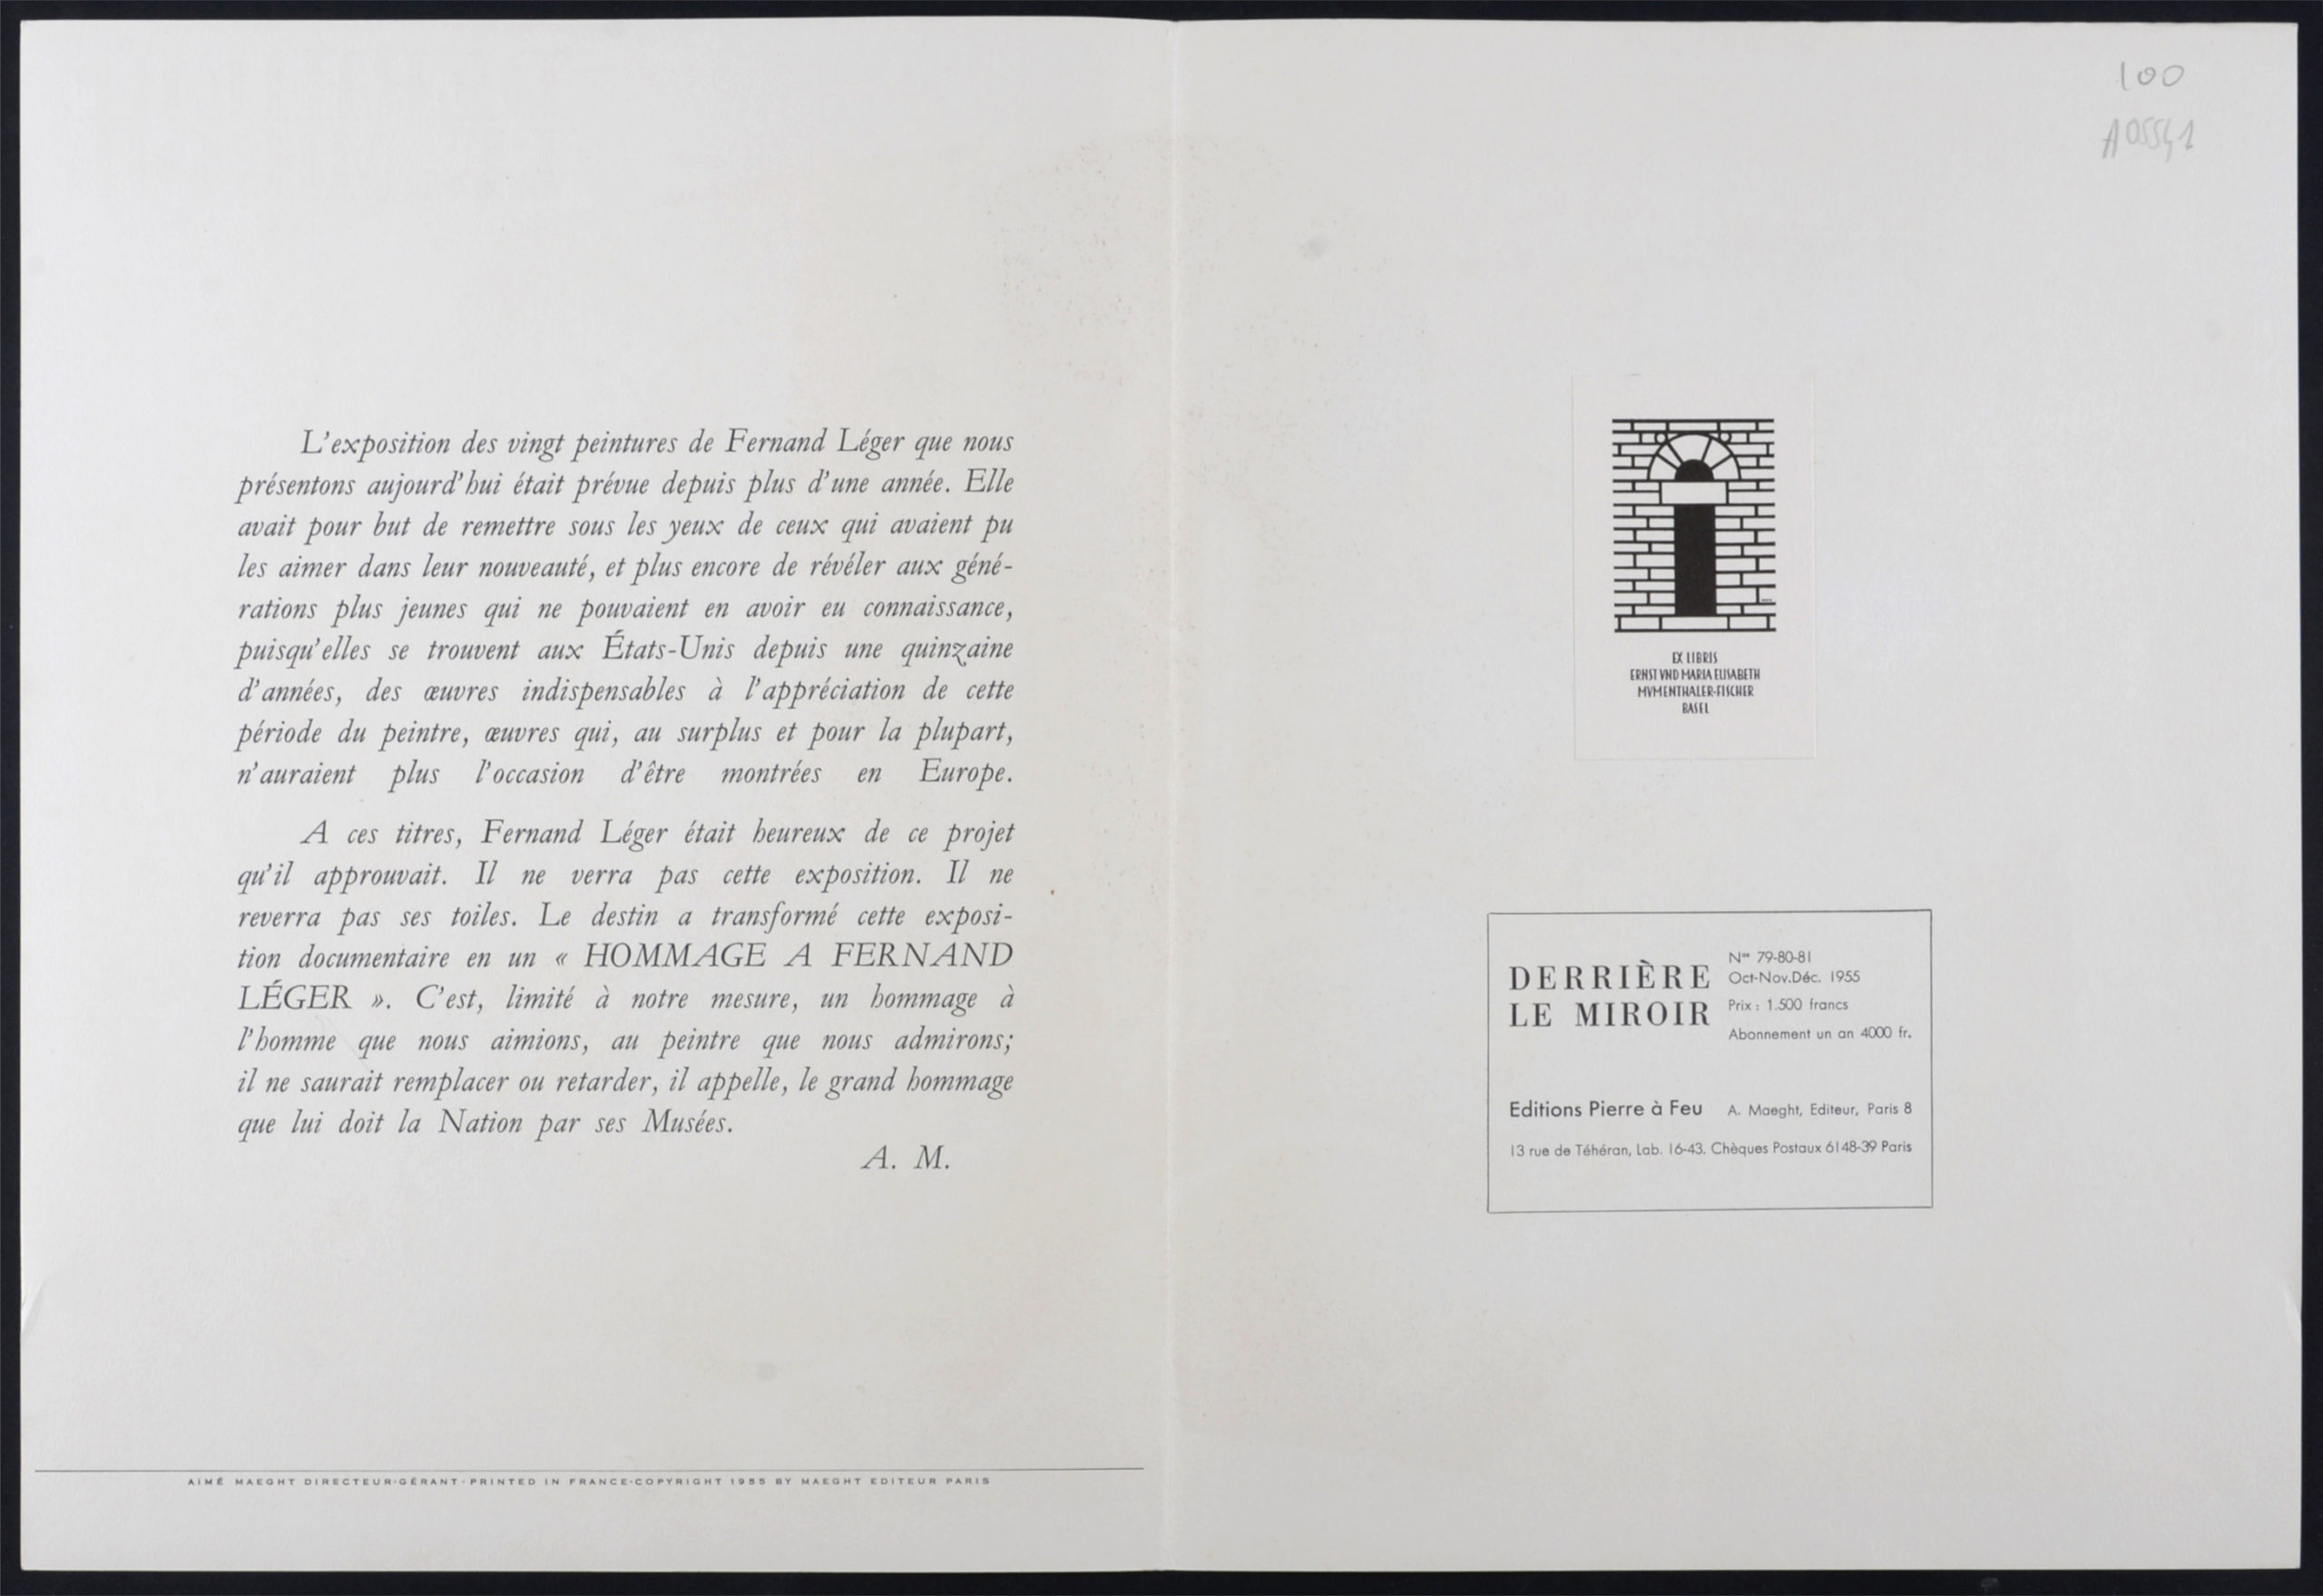 L'exposition des vingt peintures de Fernand Léger que nous
présentons aujourd'hui était prévue depuis plus d'une année. Elle
avait pour but de remettre sous les yeux de ceux qui avaient pu
les aimer dans leur nouveauté, et plus encore de révéler aux géné-
rations plus jeunes qui ne pouvaient en avoir eu connaissance,
puisqu'elles se trouvent aux États-Unis depuis une quinzaine
d'années, des œuvres indispensables à l'appréciation de cette
période du peintre, œuvres qui, au surplus et pour la plupart,
n'auraient plus l'occasion d'être montrées en Europe.
A ces titres, Fernand Léger était heureux de ce projet
qu'il approuvait. Il ne verra pas cette exposition. Il ne
reverra pas ses toiles. Le destin a transformé cette exposi-
tion documentaire en un « HOMMAGE A FERNAND
LÉGER ». C'est, limité à notre mesure, un hommage à
l'homme que nous aimions, au peintre que nous admirons;
il ne saurait remplacer ou retarder, il appelle, le grand hommage
que lui doit la Nation par ses Musées.
A. M.
AIMÉ MAEGHT DIRECTEUR-GÉRANT-PRINTED IN FRANCE-COPYRIGHT 1955 BY MAEGHT EDITEUR PARIS
100
EX LIBRIS
ERNST VND MARIA ELISABETH
MVMENTHALER-FISCHER
BASEL
DERRIÈRE
LE MIROIR
Nos 79-80-81
Oct-Nov.Déc. 1955
Prix : 1.500 francs
Abonnement un an 4000 fr.
Editions Pierre à Feu A. Maeght, Editeur, Paris 8
13 rue de Téhéran, Lab. 16-43. Chèques Postaux 6148-39 Paris